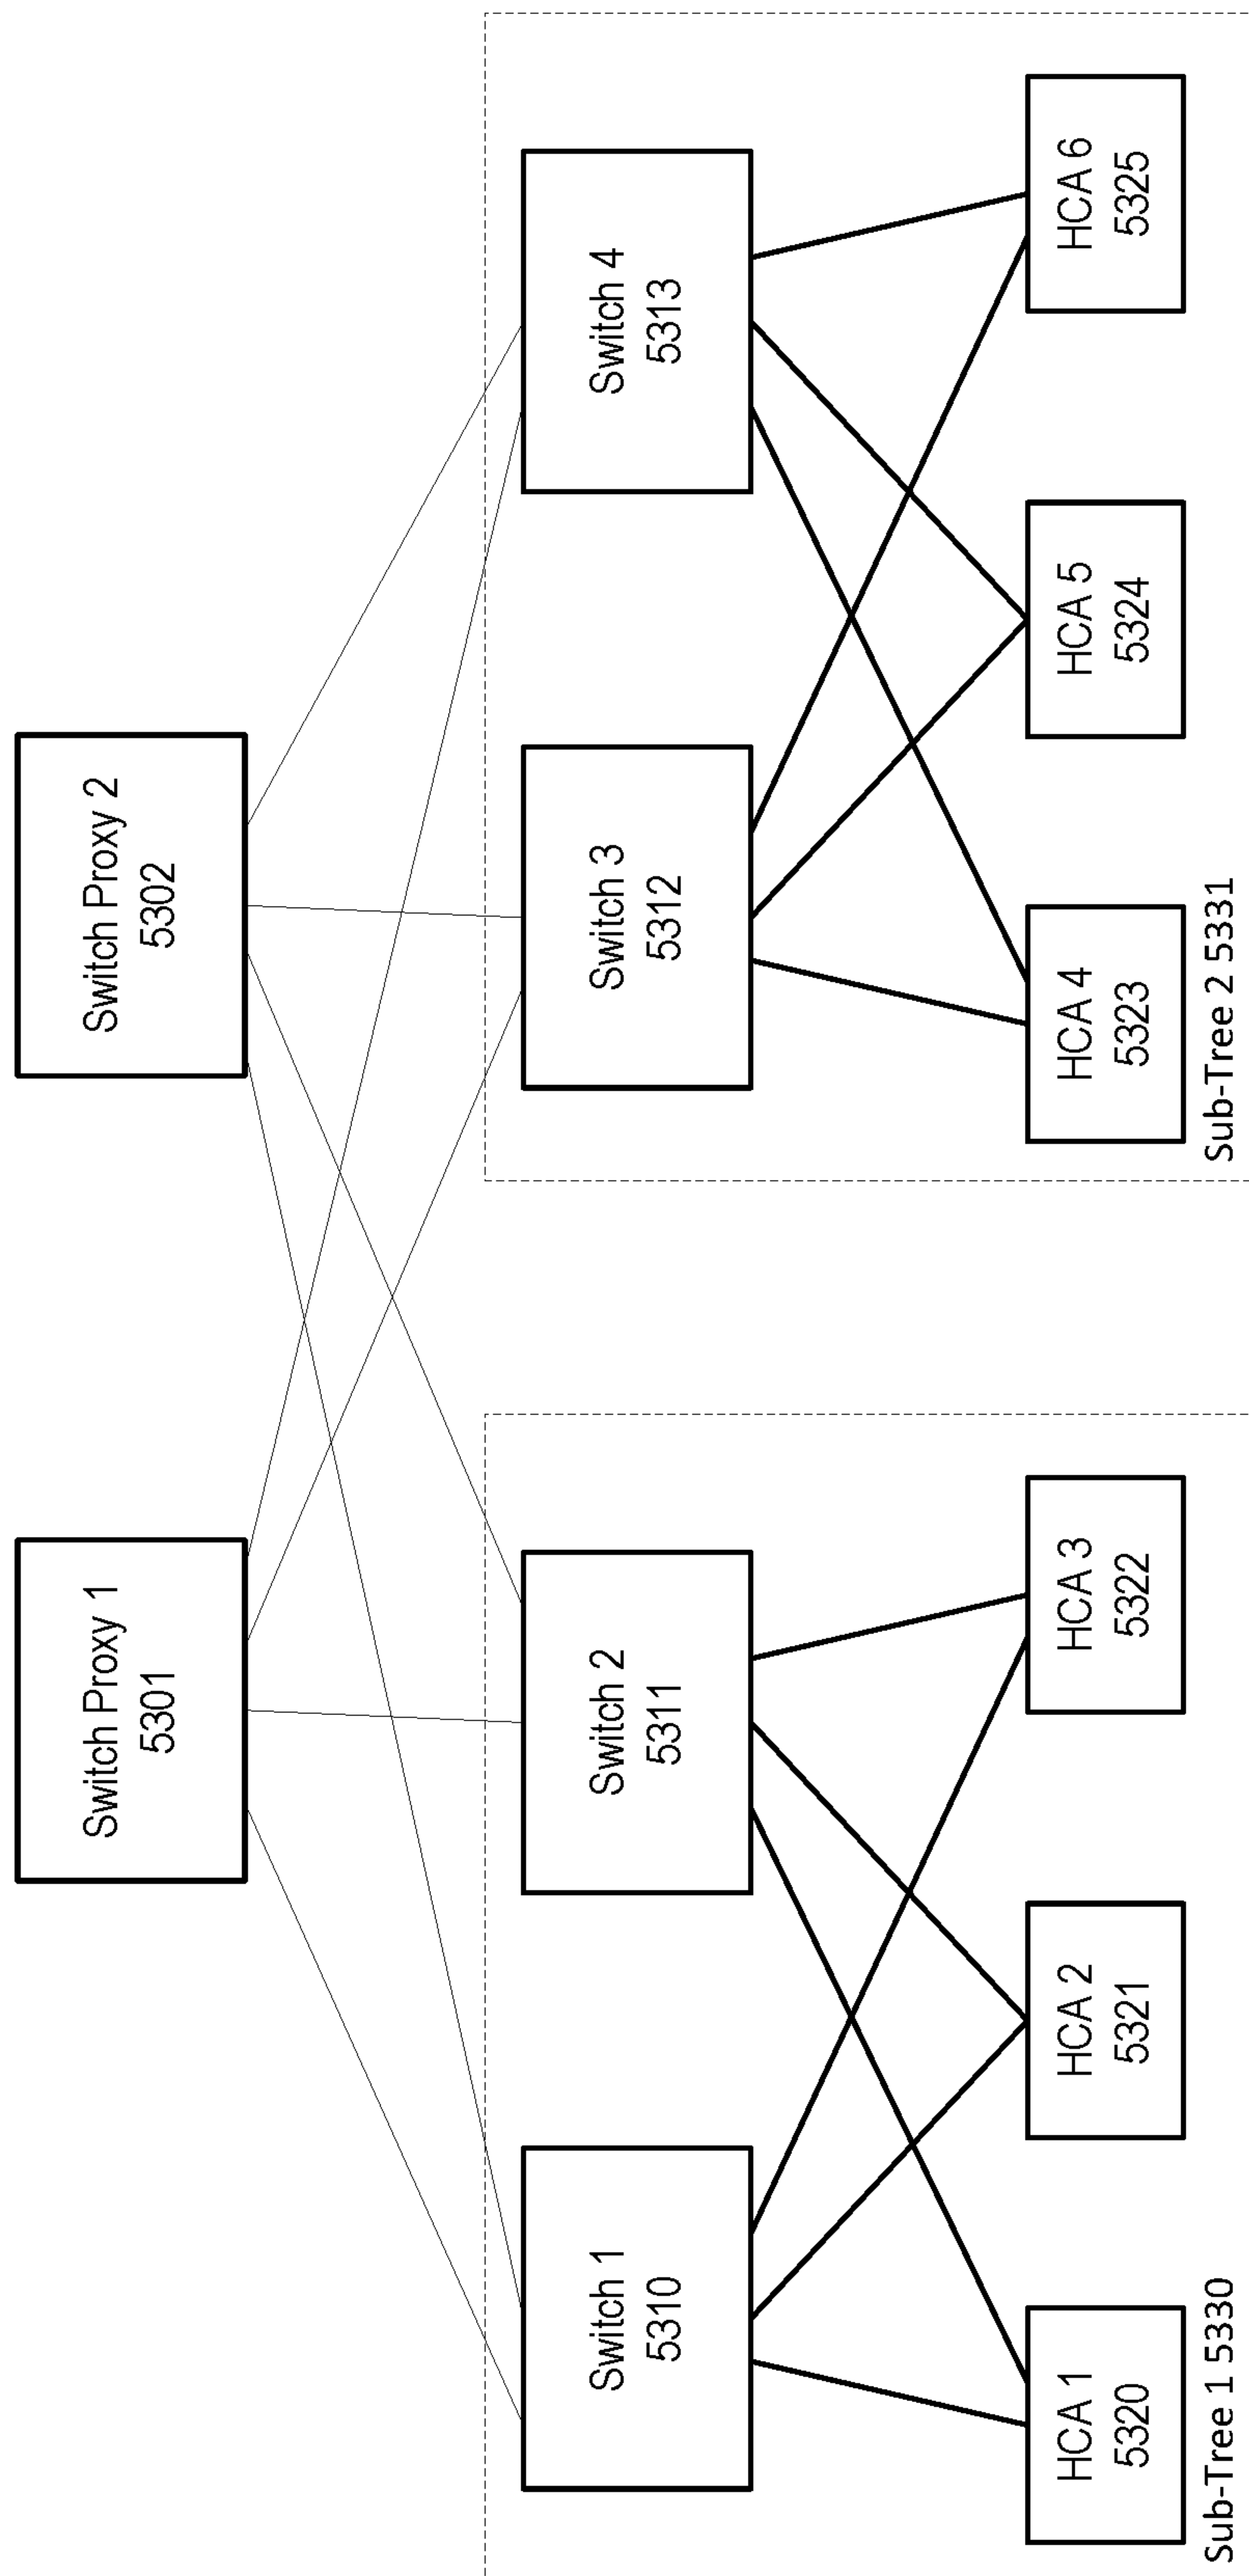 Switch Proxy 1
5301
Switch Proxy 2
5302
Switch 1
5310
Switch 2
5311
Switch 3
5312
Switch 4
5313
HCA 1
5320
HCA 2
5321
HCA 3
5322
HCA 4
5323
HCA 5
5324
HCA 6
5325
Sub-Tree 1 5330
Sub-Tree 2 5331